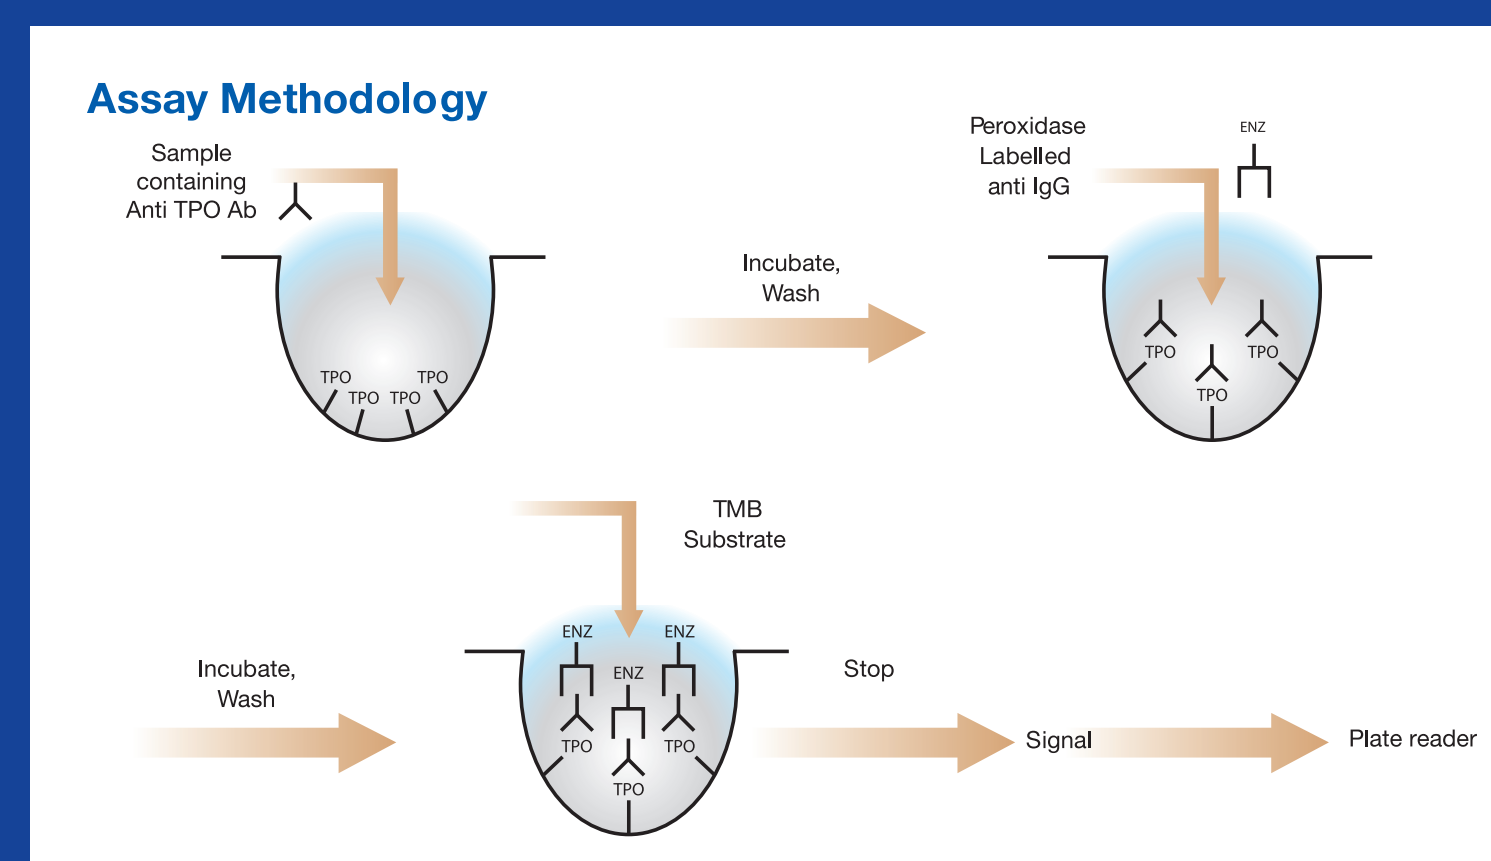 Assay Methodology
Sample
containing
Anti TPO Ab
TPO
TPO
TPO
TPO
Incubate,
Wash
Peroxidase
Labelled
anti IgG
ENZ
TPO
TPO
TPO
Incubate,
Wash
TMB
Substrate
ENZ
ENZ
ENZ
TPO
TPO
TPO
Stop
Signal
Plate reader